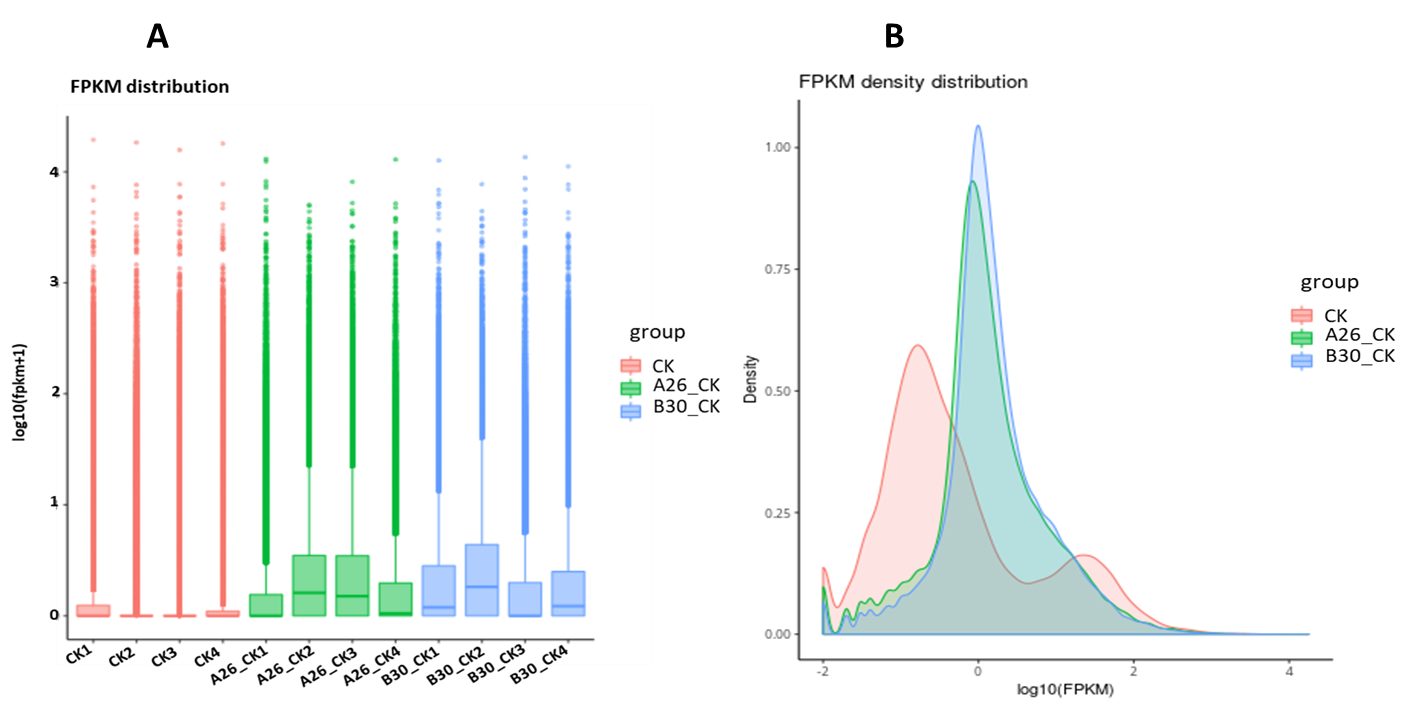 A
FPKM distribution
log10(fpkm+1)
4
3
2
1
0
CK1
CK2
CK3
CK4
A26_CK1
A26_CK2
A26_CK3
A26_CK4
B30_CK1
B30_CK2
B30_CK3
B30_CK4
group
CK
A26_CK
B30_CK
B
FPKM density distribution
Density
1.00
0.75
0.50
0.25
0.00
-2
0
2
4
log10(FPKM)
group
CK
A26_CK
B30_CK